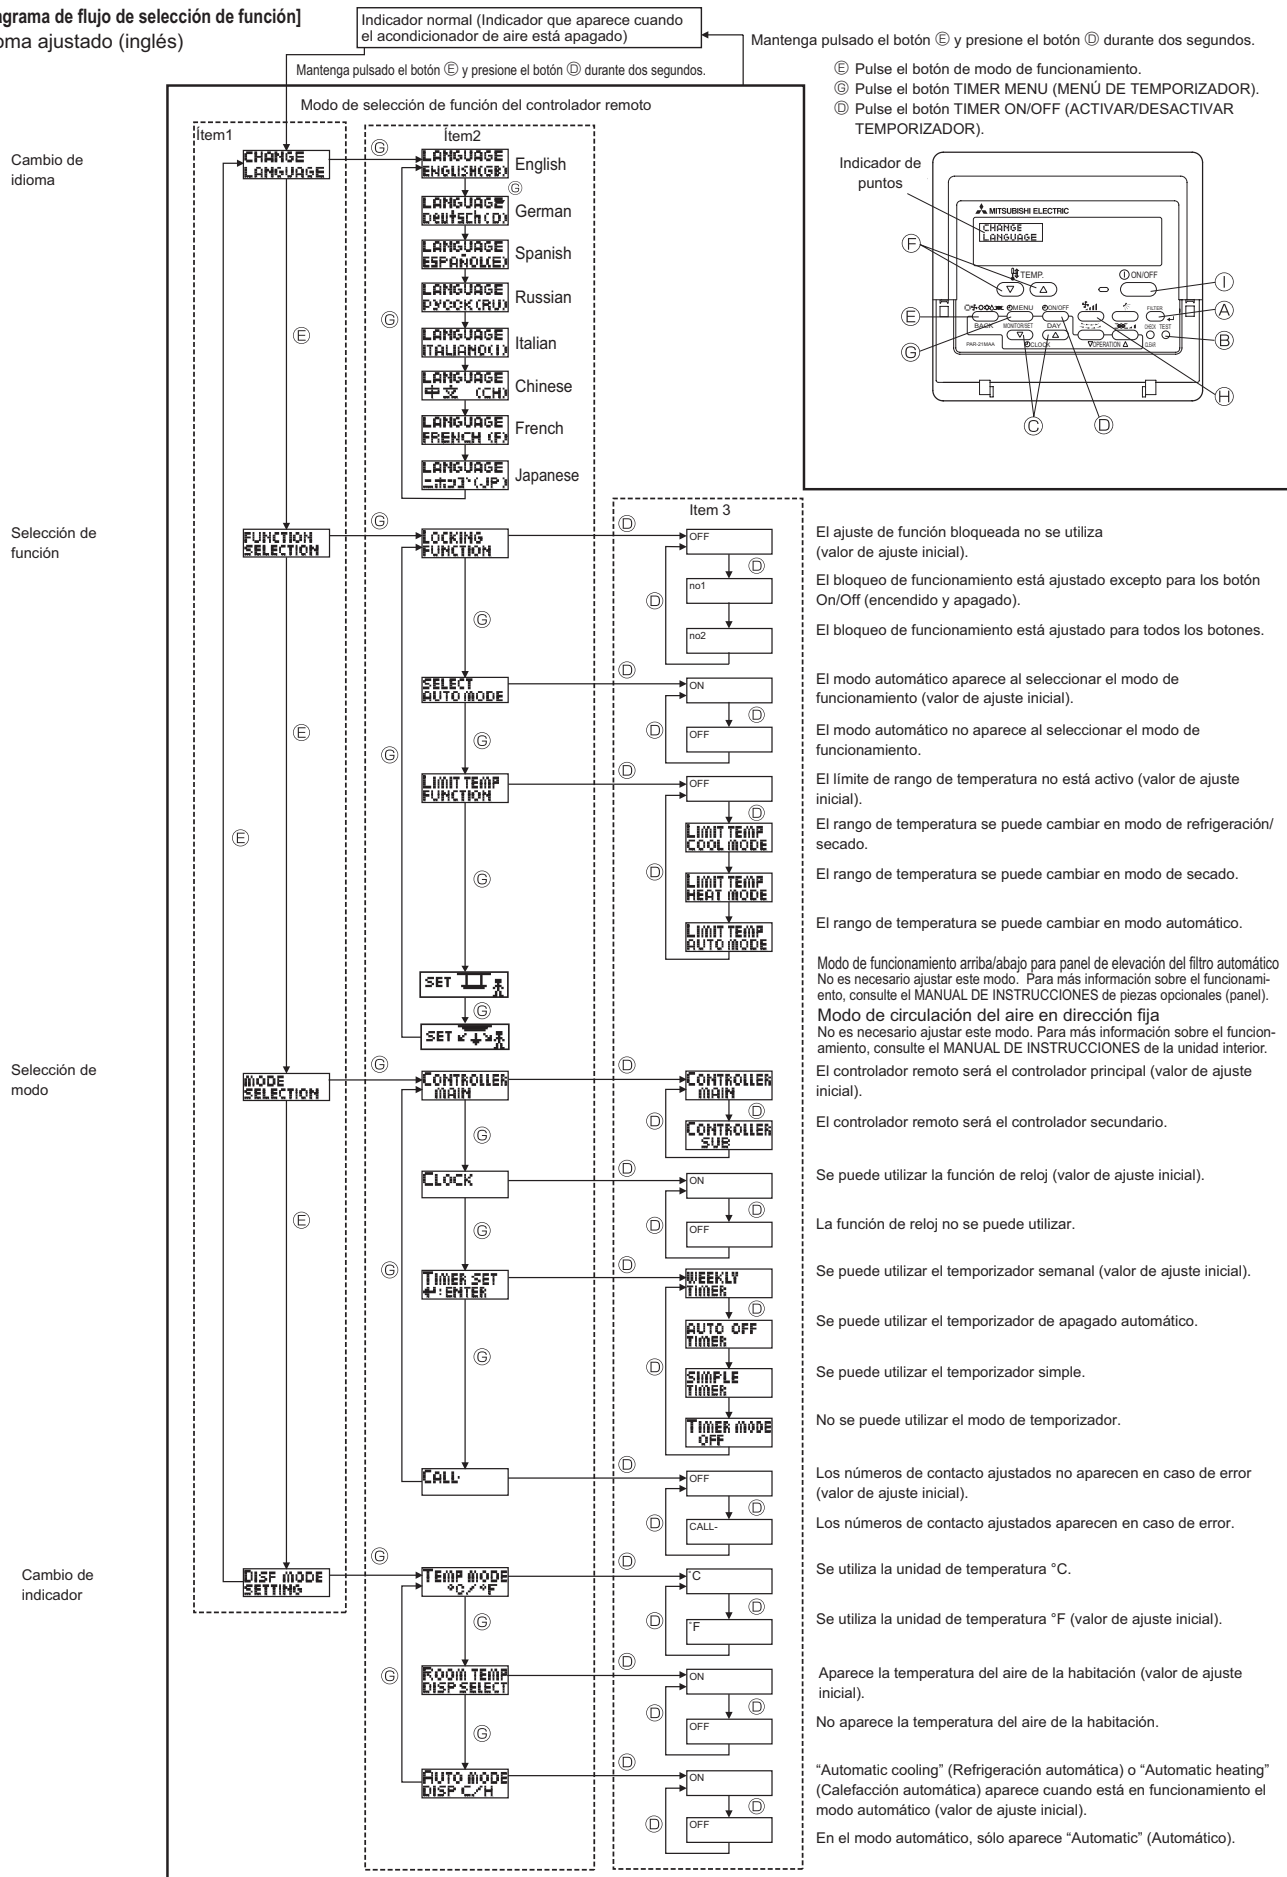 agrama de flujo de selección de función]
oma ajustado (inglés)
Indicador normal (Indicador que aparece cuando
el acondicionador de aire está apagado)
Mantenga pulsado el botón Ⓔ y presione el botón Ⓓ durante dos segundos.
Mantenga pulsado el botón Ⓔ y presione el botón Ⓓ durante dos segundos.
Ⓔ Pulse el botón de modo de funcionamiento.
Ⓖ Pulse el botón TIMER MENU (MENÚ DE TEMPORIZADOR).
Ⓓ Pulse el botón TIMER ON/OFF (ACTIVAR/DESACTIVAR
TEMPORIZADOR).
Modo de selección de función del controlador remoto
Ítem1
Ítem2
Cambio de
idioma
CHANGE
LANGUAGE
Ⓖ
LANGUAGE
ENGLISH(GB)
English
Ⓖ
LANGUAGE
Deutsch(D)
German
LANGUAGE
ESPAÑOL(E)
Spanish
LANGUAGE
РУССК(RU)
Russian
LANGUAGE
ITALIANO(I)
Italian
LANGUAGE
中文 (CH)
Chinese
LANGUAGE
FRENCH (F)
French
LANGUAGE
ニホンゴ(JP)
Japanese
Ⓖ
Ⓔ
Indicador de
puntos
MITSUBISHI ELECTRIC
CHANGE
LANGUAGE
TEMP.
ON/OFF
MENU
ON/OFF
FILTER
BACK
MONITOR/SET
DAY
CHECK TEST
PAR-21MAA
CLOCK
OPERATION
CLEAR
Ⓕ
Ⓔ
Ⓖ
Ⓘ
Ⓐ
Ⓑ
Ⓗ
Ⓒ
Ⓓ
Item 3
Selección de
función
FUNCTION
SELECTION
Ⓖ
LOCKING
FUNCTION
Ⓓ
OFF
El ajuste de función bloqueada no se utiliza
(valor de ajuste inicial).
Ⓓ
no1
El bloqueo de funcionamiento está ajustado excepto para los botón
On/Off (encendido y apagado).
Ⓓ
Ⓖ
no2
El bloqueo de funcionamiento está ajustado para todos los botones.
SELECT
AUTO MODE
Ⓓ
ON
El modo automático aparece al seleccionar el modo de
funcionamiento (valor de ajuste inicial).
Ⓓ
Ⓓ
OFF
El modo automático no aparece al seleccionar el modo de
funcionamiento.
Ⓔ
Ⓖ
Ⓖ
LIMIT TEMP
FUNCTION
Ⓓ
OFF
El límite de rango de temperatura no está activo (valor de ajuste
inicial).
Ⓓ
LIMIT TEMP
COOL MODE
El rango de temperatura se puede cambiar en modo de refrigeración/
secado.
Ⓔ
Ⓓ
Ⓖ
LIMIT TEMP
HEAT MODE
El rango de temperatura se puede cambiar en modo de secado.
LIMIT TEMP
AUTO MODE
El rango de temperatura se puede cambiar en modo automático.
SET
Modo de funcionamiento arriba/abajo para panel de elevación del filtro automático
No es necesario ajustar este modo. Para más información sobre el funcionami-
ento, consulte el MANUAL DE INSTRUCCIONES de piezas opcionales (panel).
Ⓖ
SET
Modo de circulación del aire en dirección fija
No es necesario ajustar este modo. Para más información sobre el funcion-
amiento, consulte el MANUAL DE INSTRUCCIONES de la unidad interior.
Selección de
modo
MODE
SELECTION
Ⓖ
CONTROLLER
MAIN
Ⓓ
CONTROLLER
MAIN
El controlador remoto será el controlador principal (valor de ajuste
inicial).
Ⓓ
Ⓓ
Ⓖ
CONTROLLER
SUB
El controlador remoto será el controlador secundario.
CLOCK
Ⓓ
ON
Se puede utilizar la función de reloj (valor de ajuste inicial).
Ⓔ
Ⓖ
Ⓓ
Ⓓ
OFF
La función de reloj no se puede utilizar.
Ⓖ
TIMER SET
↵:ENTER
Ⓓ
WEEKLY
TIMER
Se puede utilizar el temporizador semanal (valor de ajuste inicial).
Ⓓ
AUTO OFF
TIMER
Se puede utilizar el temporizador de apagado automático.
Ⓖ
Ⓓ
SIMPLE
TIMER
Se puede utilizar el temporizador simple.
TIMER MODE
OFF
No se puede utilizar el modo de temporizador.
CALL-
Ⓓ
OFF
Los números de contacto ajustados no aparecen en caso de error
(valor de ajuste inicial).
Ⓓ
Ⓓ
CALL-
Los números de contacto ajustados aparecen en caso de error.
Cambio de
indicador
DISP MODE
SETTING
Ⓖ
TEMP MODE
°C/°F
Ⓓ
°C
Se utiliza la unidad de temperatura °C.
Ⓓ
Ⓓ
Ⓖ
°F
Se utiliza la unidad de temperatura °F (valor de ajuste inicial).
Ⓖ
ROOM TEMP
DISP SELECT
Ⓓ
ON
Aparece la temperatura del aire de la habitación (valor de ajuste
inicial).
Ⓓ
Ⓓ
Ⓖ
OFF
No aparece la temperatura del aire de la habitación.
AUTO MODE
DISP C/H
Ⓓ
ON
“Automatic cooling” (Refrigeración automática) o “Automatic heating”
(Calefacción automática) aparece cuando está en funcionamiento el
modo automático (valor de ajuste inicial).
Ⓓ
Ⓓ
OFF
En el modo automático, sólo aparece “Automatic” (Automático).